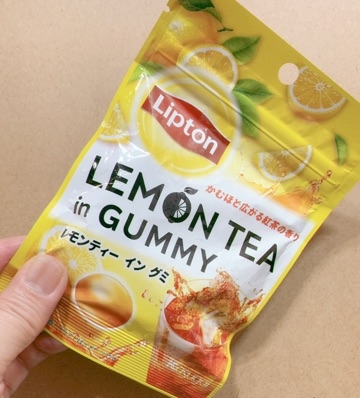 Lipton
かむほど広がる紅茶の香り
LEMON TEA
in GUMMY
レモンティー イン グミ